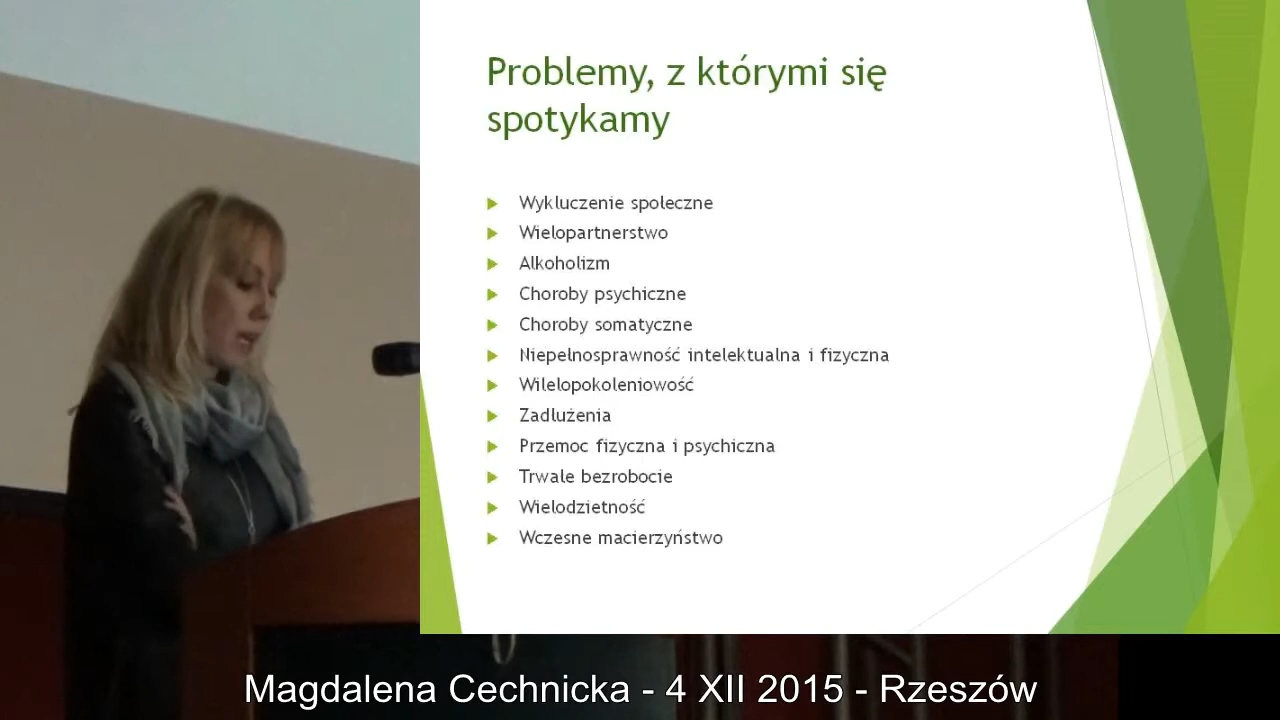 Problemy, z którymi się
spotykamy
Wykluczenie społeczne
Wielopartnerstwo
Alkoholizm
Choroby psychiczne
Choroby somatyczne
Niepełnosprawność intelektualna i fizyczna
Wilelopokoleniowość
Zadłużenia
Przemoc fizyczna i psychiczna
Trwałe bezrobocie
Wielodzietność
Wczesne macierzyństwo
Magdalena Cechnicka - 4 XII 2015 - Rzeszów